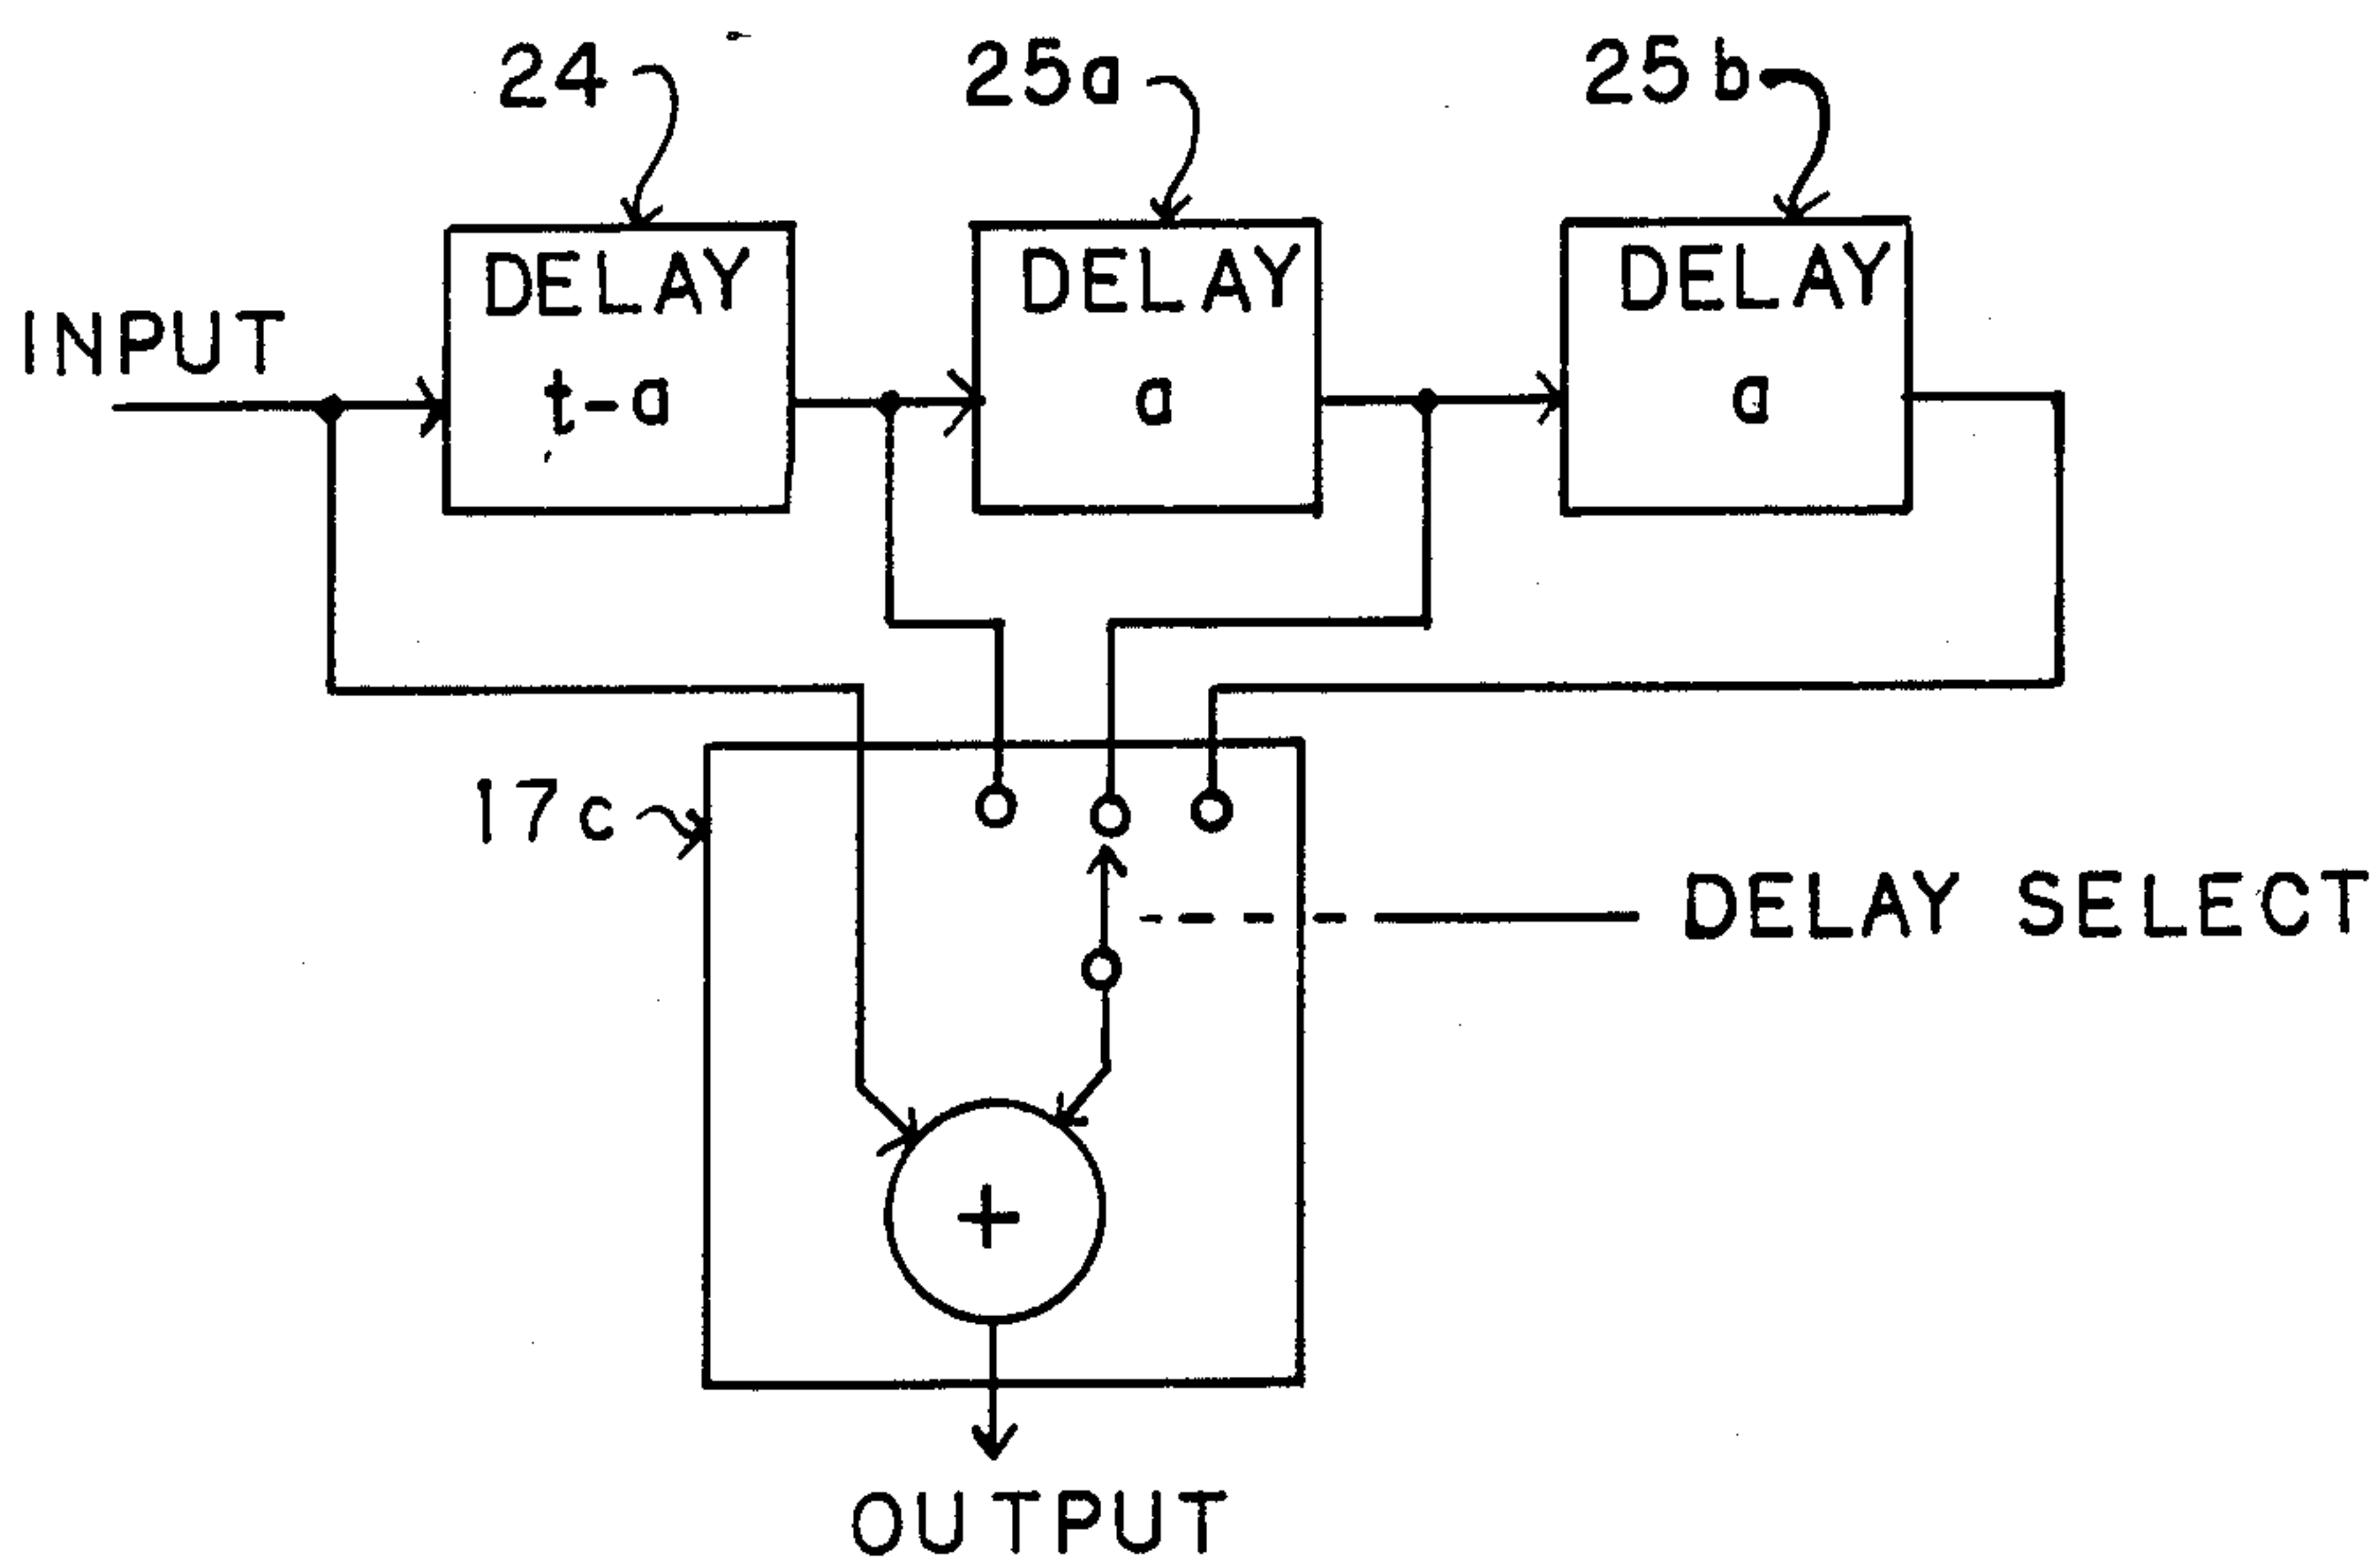 24
25a
25b
DELAY
t-a
DELAY
a
DELAY
a
INPUT
17c
DELAY SELECT
+
OUTPUT